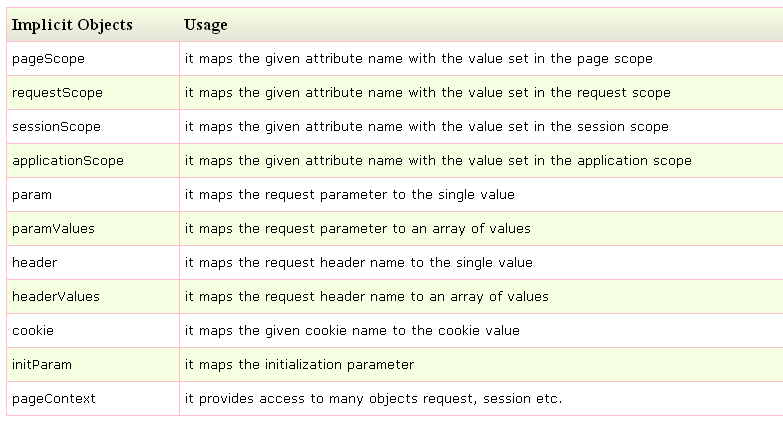 Implicit Objects Usage
pageScope it maps the given attribute name with the value set in the page scope
requestScope it maps the given attribute name with the value set in the request scope
sessionScope it maps the given attribute name with the value set in the session scope
applicationScope it maps the given attribute name with the value set in the application scope
param it maps the request parameter to the single value
paramValues it maps the request parameter to an array of values
header it maps the request header name to the single value
headerValues it maps the request header name to an array of values
cookie it maps the given cookie name to the cookie value
initParam it maps the initialization parameter
pageContext it provides access to many objects request, session etc.